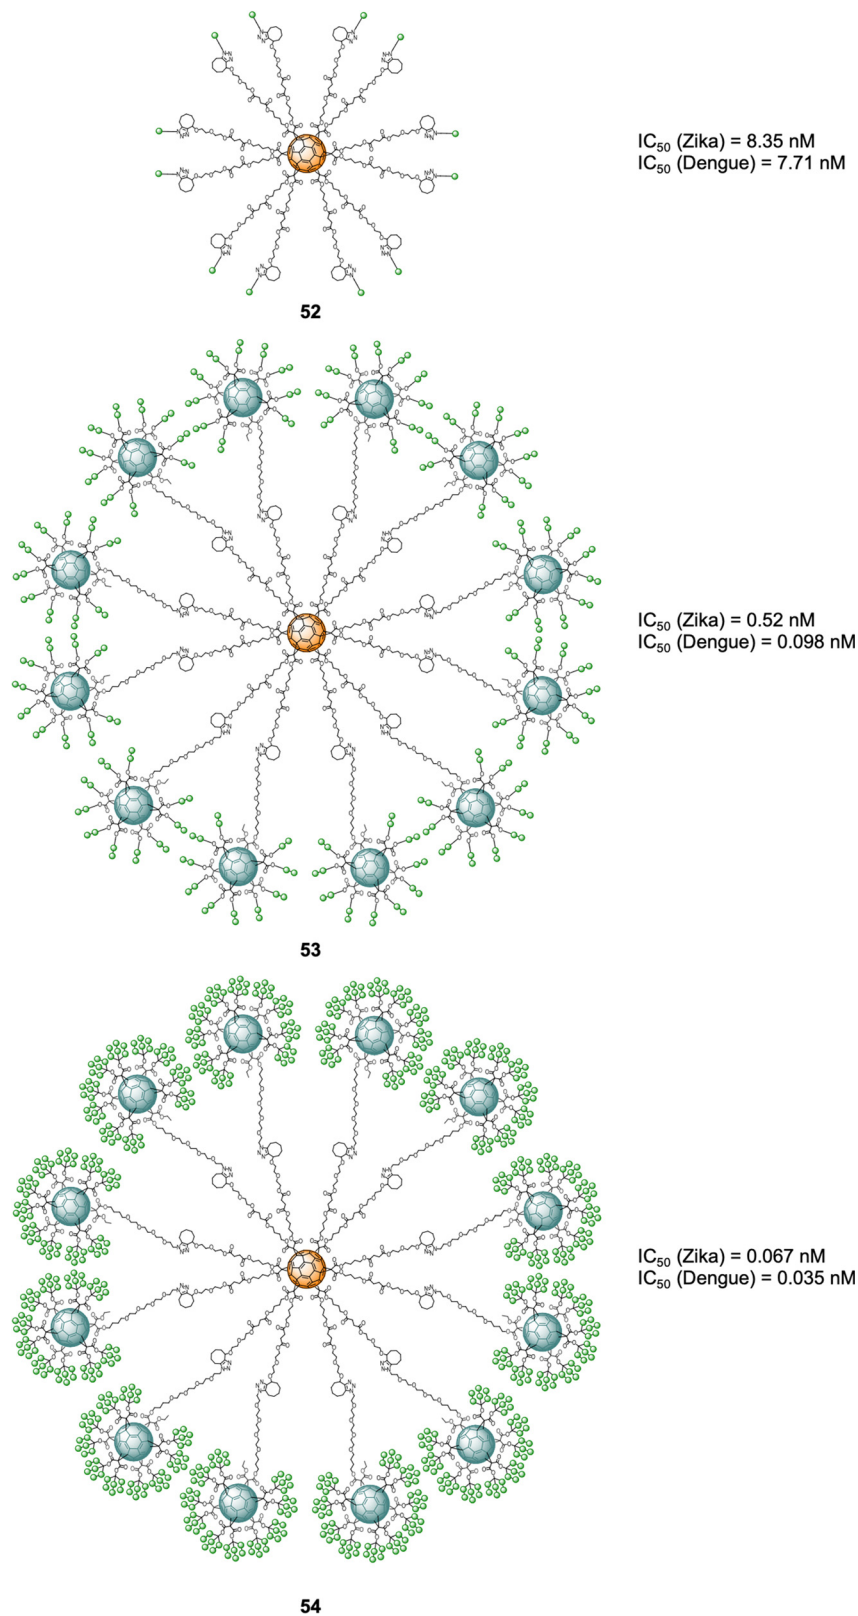 IC50 (Zika) = 8.35 nM
IC50 (Dengue) = 7.71 nM
52
IC50 (Zika) = 0.52 nM
IC50 (Dengue) = 0.098 nM
53
IC50 (Zika) = 0.067 nM
IC50 (Dengue) = 0.035 nM
54